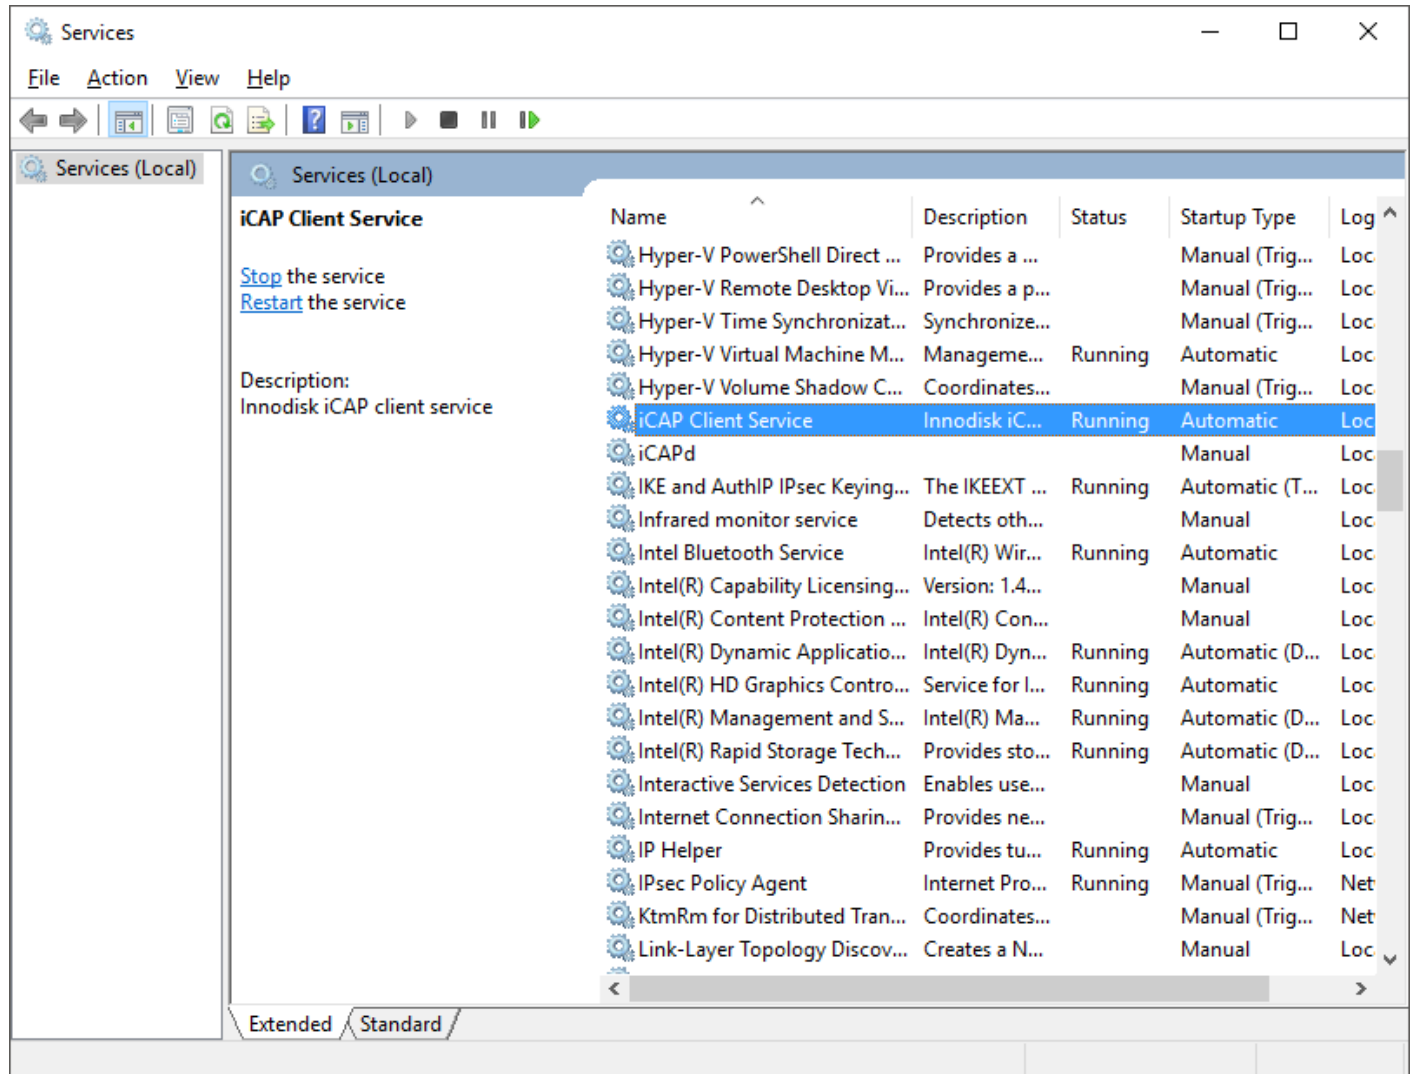 Services
File Action View Help
Services (Local)
Services (Local)
iCAP Client Service
Stop the service
Restart the service
Description:
Innodisk iCAP client service
Name Description Status Startup Type Log
Hyper-V PowerShell Direct ... Provides a ... Manual (Trig... Loc
Hyper-V Remote Desktop Vi... Provides a p... Manual (Trig... Loc
Hyper-V Time Synchronizat... Synchronize... Manual (Trig... Loc
Hyper-V Virtual Machine M... Manageme... Running Automatic Loc
Hyper-V Volume Shadow C... Coordinates... Manual (Trig... Loc
iCAP Client Service Innodisk iC... Running Automatic Loc
iCAPd Manual Loc
IKE and AuthIP IPsec Keying... The IKEEXT ... Running Automatic (T... Loc
Infrared monitor service Detects oth... Manual Loc
Intel Bluetooth Service Intel(R) Wir... Running Automatic Loc
Intel(R) Capability Licensing... Version: 1.4... Manual Loc
Intel(R) Content Protection ... Intel(R) Con... Manual Loc
Intel(R) Dynamic Applicatio... Intel(R) Dyn... Running Automatic (D... Loc
Intel(R) HD Graphics Contro... Service for I... Running Automatic Loc
Intel(R) Management and S... Intel(R) Ma... Running Automatic (D... Loc
Intel(R) Rapid Storage Tech... Provides sto... Running Automatic (D... Loc
Interactive Services Detection Enables use... Manual Loc
Internet Connection Sharin... Provides ne... Manual (Trig... Loc
IP Helper Provides tu... Running Automatic Loc
IPsec Policy Agent Internet Pro... Running Manual (Trig... Net
KtmRm for Distributed Tran... Coordinates... Manual (Trig... Net
Link-Layer Topology Discov... Creates a N... Manual Loc
Extended Standard